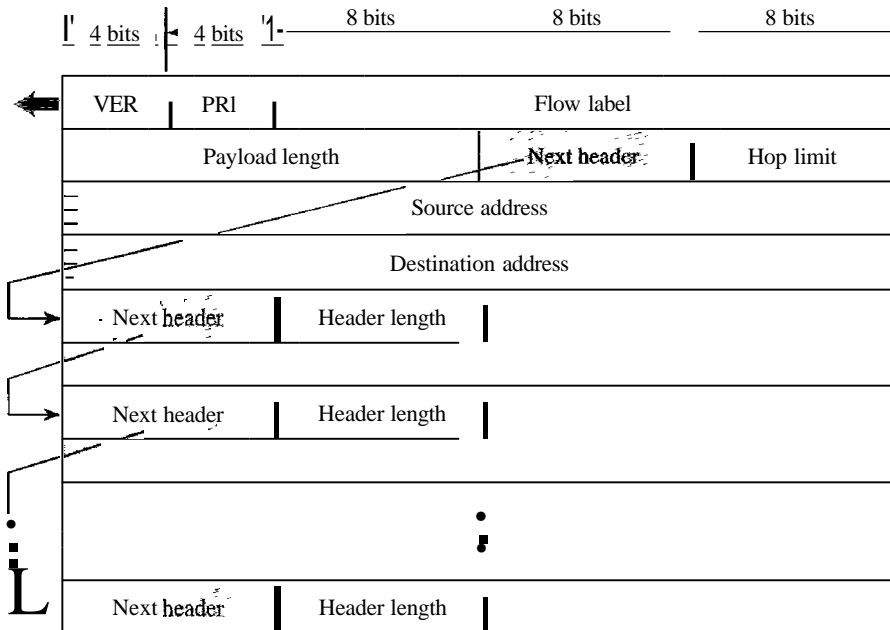 4 bits 4 bits 8 bits 8 bits 8 bits
VER PR1 Flow label
Payload length Next header Hop limit
Source address
Destination address
Next header Header length
Next header Header length
Next header Header length